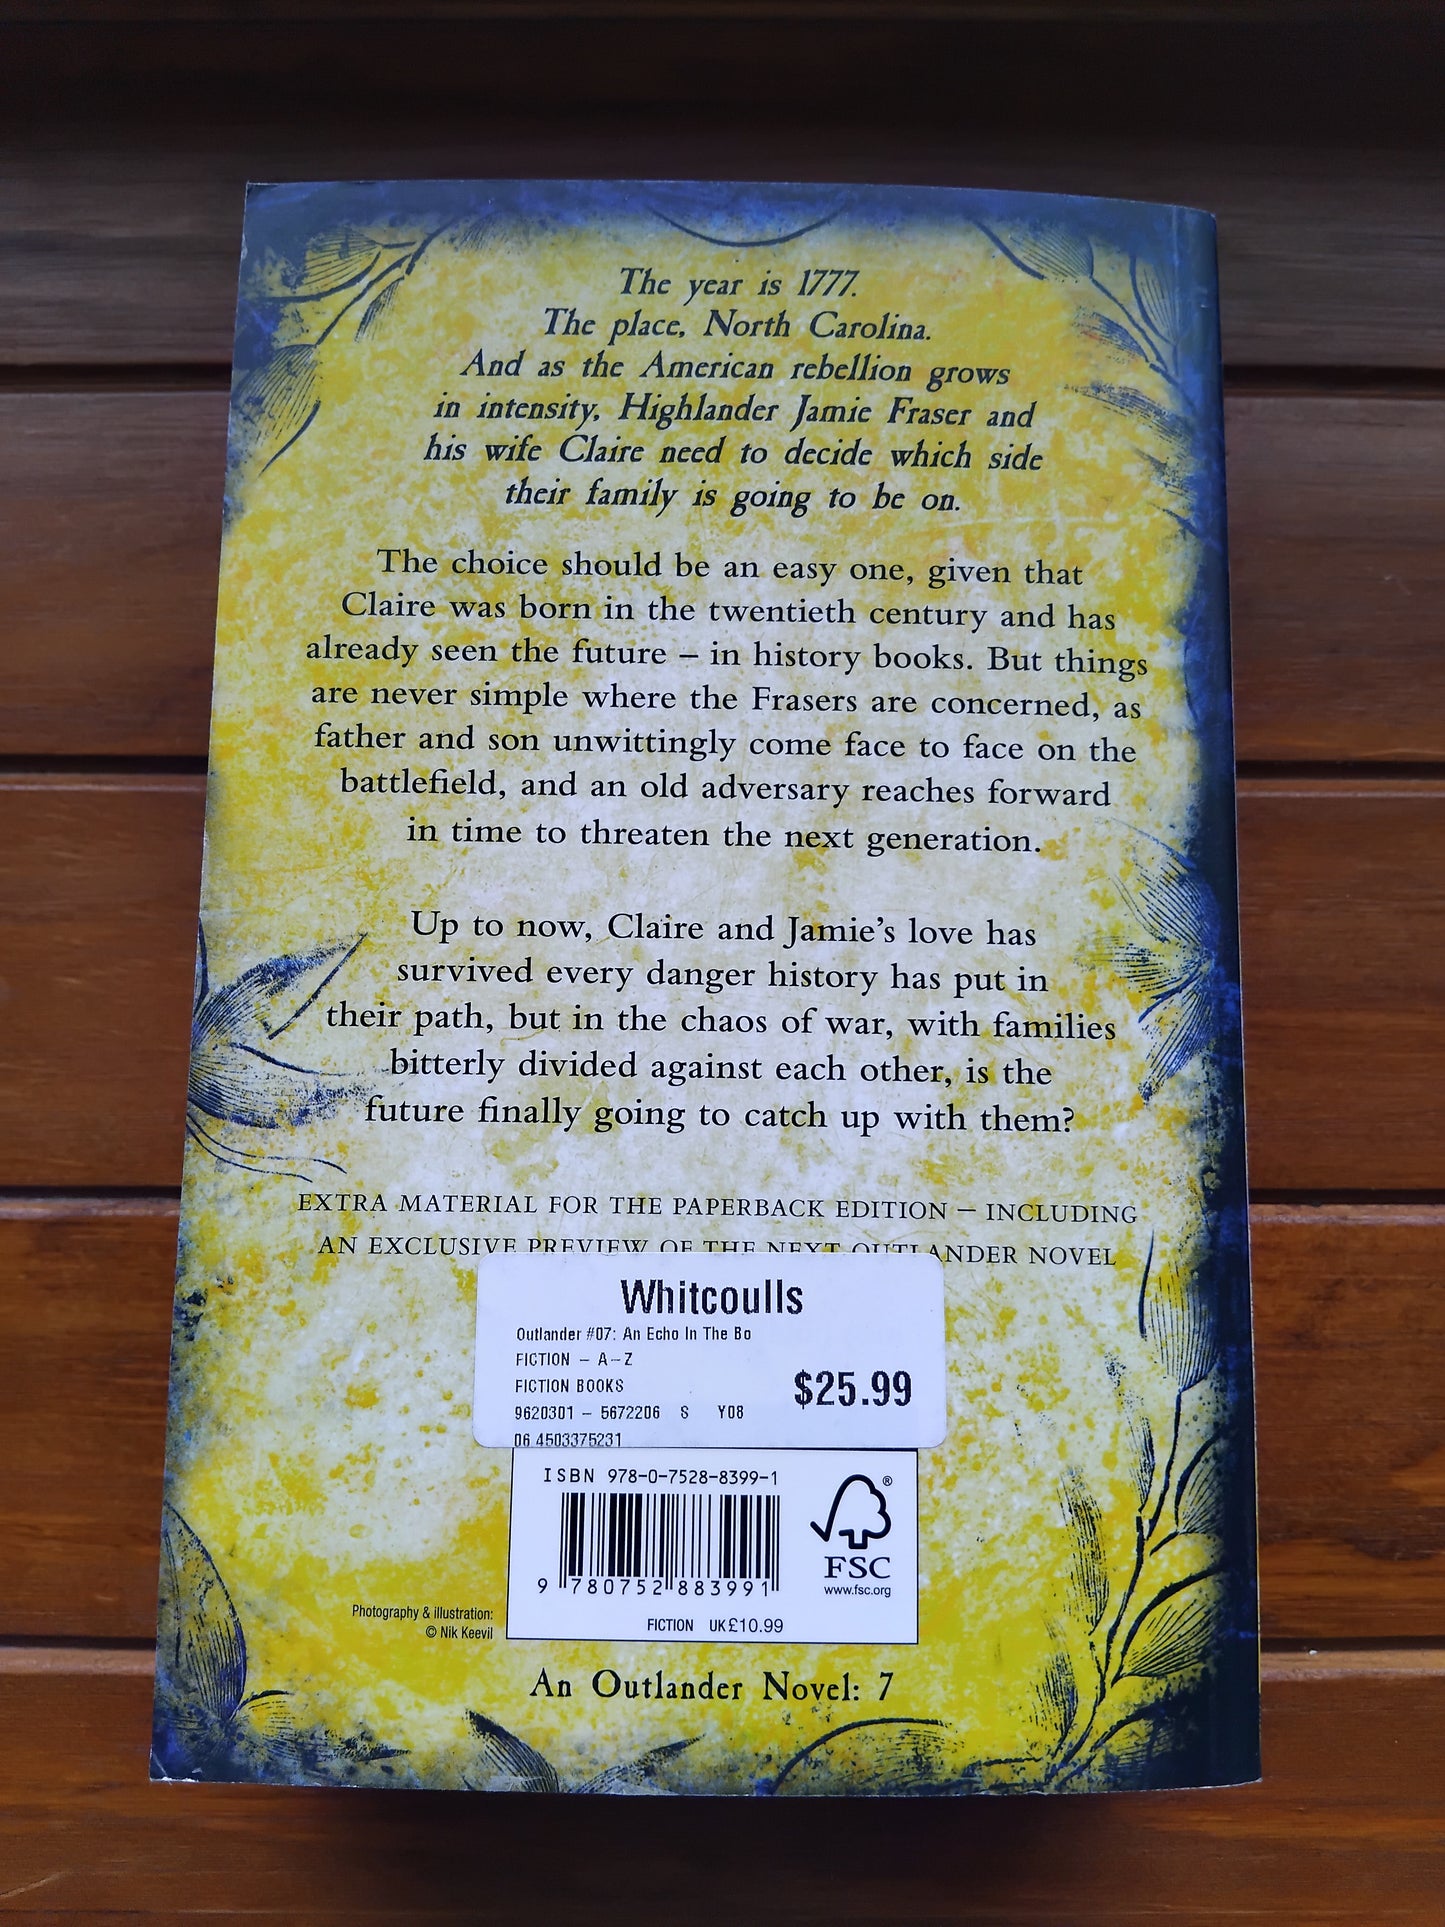 The year is 1777.
The place, North Carolina.
And as the American rebellion grows
in intensity, Highlander Jamie Fraser and
his wife Claire need to decide which side
their family is going to be on.
The choice should be an easy one, given that
Claire was born in the twentieth century and has
already seen the future – in history books. But things
are never simple where the Frasers are concerned, as
father and son unwittingly come face to face on the
battlefield, and an old adversary reaches forward
in time to threaten the next generation.
Up to now, Claire and Jamie's love has
survived every danger history has put in
their path, but in the chaos of war, with families
bitterly divided against each other, is the
future finally going to catch up with them?
EXTRA MATERIAL FOR THE PAPERBACK EDITION – INCLUDING
AN EXCLUSIVE PREVIEW OF THE NEXT OUTLANDER NOVEL
Whitcoulls
Outlander #07: An Echo In The Bo
FICTION - A-Z
FICTION BOOKS
$25.99
9620301 - 5672206 S Y08
06 4503375231
ISBN 978-0-7528-8399-1
9 780752 883991
®
FSC
www.fsc.org
FICTION UK£10.99
Photography & illustration:
© Nik Keevil
An Outlander Novel: 7